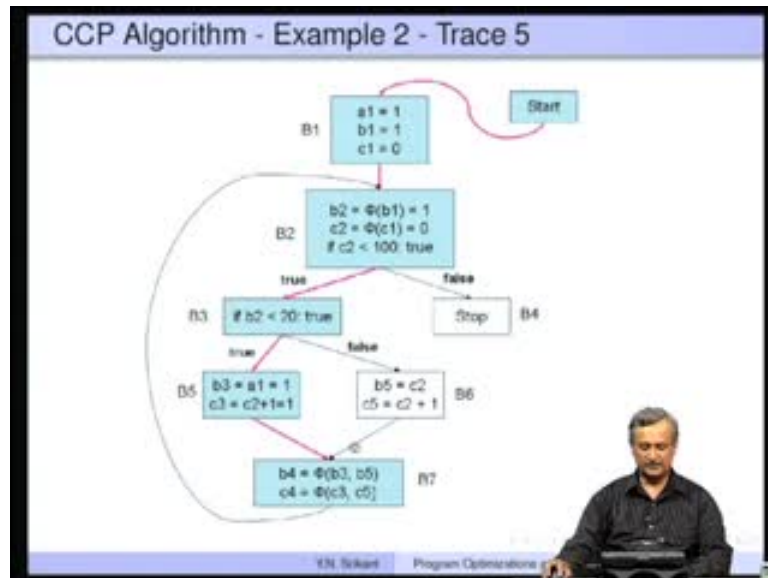 CCP Algorithm - Example 2 - Trace 5
Start
B1
a1 = 1
b1 = 1
c1 = 0
B2
b2 = Φ(b1) = 1
c2 = Φ(c1) = 0
if c2 < 100: true
true
false
B3
if b2 < 20: true
Stop
B4
true
false
B5
b3 = a1 = 1
c3 = c2+1=1
b5 = c2
c5 = c2 + 1
B6
b4 = Φ(b3, b5)
c4 = Φ(c3, c5)
B7
Y.N. Srikant
Program Optimizations